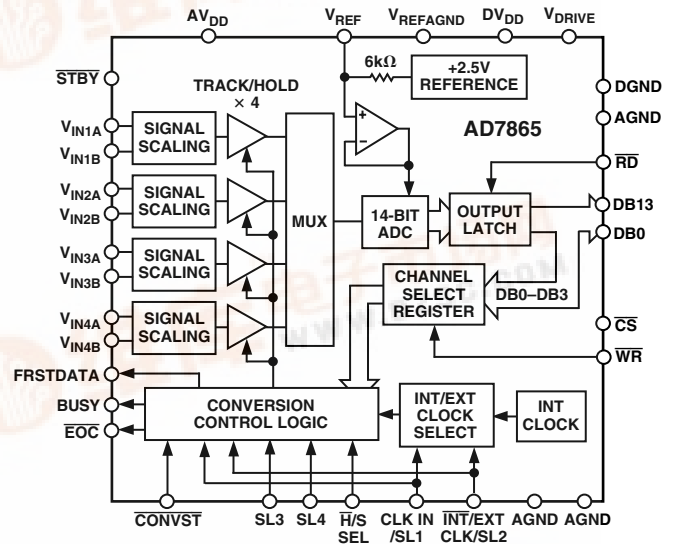 AVDD
VREF
VREFAGND
DVDD
VDRIVE
STBY
6kΩ
+2.5V
REFERENCE
DGND
TRACK/HOLD
× 4
AGND
AD7865
VIN1A
VIN1B
SIGNAL
SCALING
RD
VIN2A
VIN2B
SIGNAL
SCALING
MUX
14-BIT
ADC
OUTPUT
LATCH
DB13
DB0
VIN3A
VIN3B
SIGNAL
SCALING
CHANNEL
SELECT
REGISTER
DB0–DB3
VIN4A
VIN4B
SIGNAL
SCALING
CS
WR
FRSTDATA
BUSY
EOC
CONVERSION
CONTROL LOGIC
INT/EXT
CLOCK
SELECT
INT
CLOCK
CONVST
SL3
SL4
H/S
SEL
CLK IN
/SL1
INT/EXT
CLK/SL2
AGND
AGND